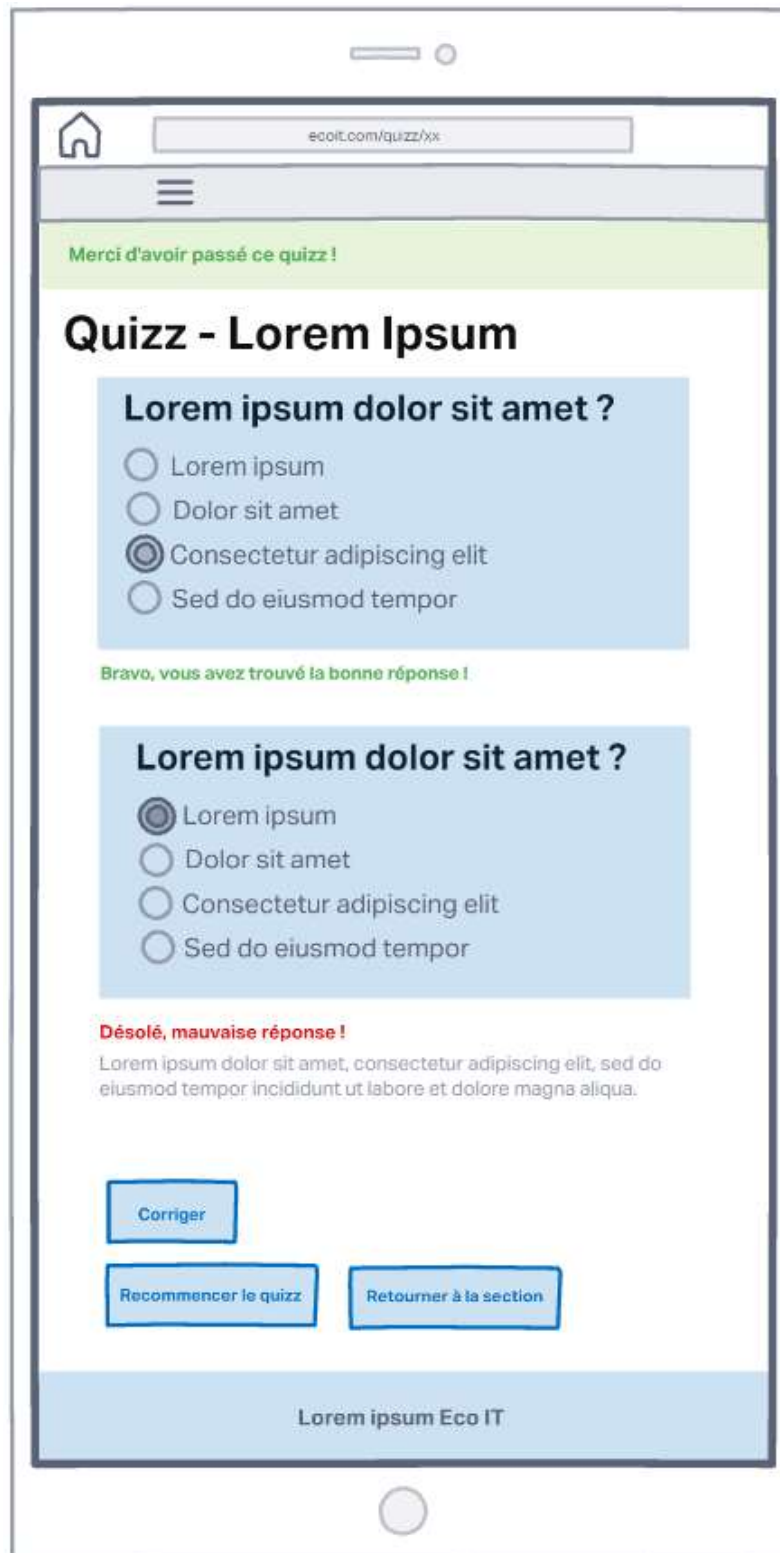 ecoit.com/quizz/xx
Merci d'avoir passé ce quizz !
Quizz - Lorem Ipsum
Lorem ipsum dolor sit amet ?
Lorem ipsum
Dolor sit amet
Consectetur adipiscing elit
Sed do eiusmod tempor
Bravo, vous avez trouvé la bonne réponse !
Lorem ipsum dolor sit amet ?
Lorem ipsum
Dolor sit amet
Consectetur adipiscing elit
Sed do eiusmod tempor
Désolé, mauvaise réponse !
Lorem ipsum dolor sit amet, consectetur adipiscing elit, sed do
eiusmod tempor incididunt ut labore et dolore magna aliqua.
Corriger
Recommencer le quizz
Retourner à la section
Lorem ipsum Eco IT